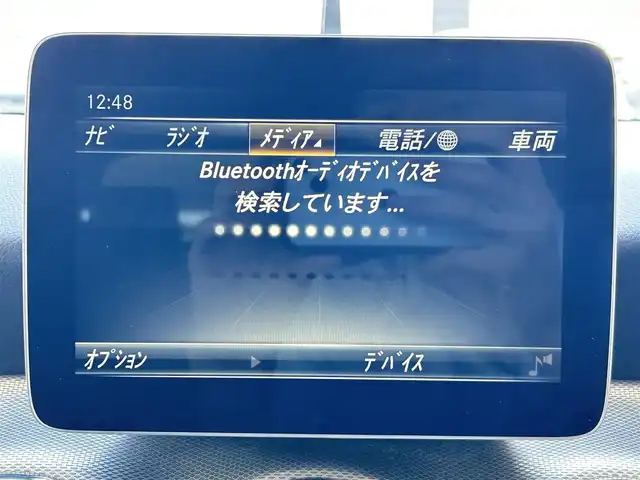 12:48
ﾅﾋﾞ ﾗｼﾞｵ ﾒﾃﾞｨｱ 電話/ 車両
Bluetoothｵｰﾃﾞｨｵﾃﾞﾊﾞｲｽを
検索しています...
ｵﾌﾟｼｮﾝ ﾃﾞﾊﾞｲｽ